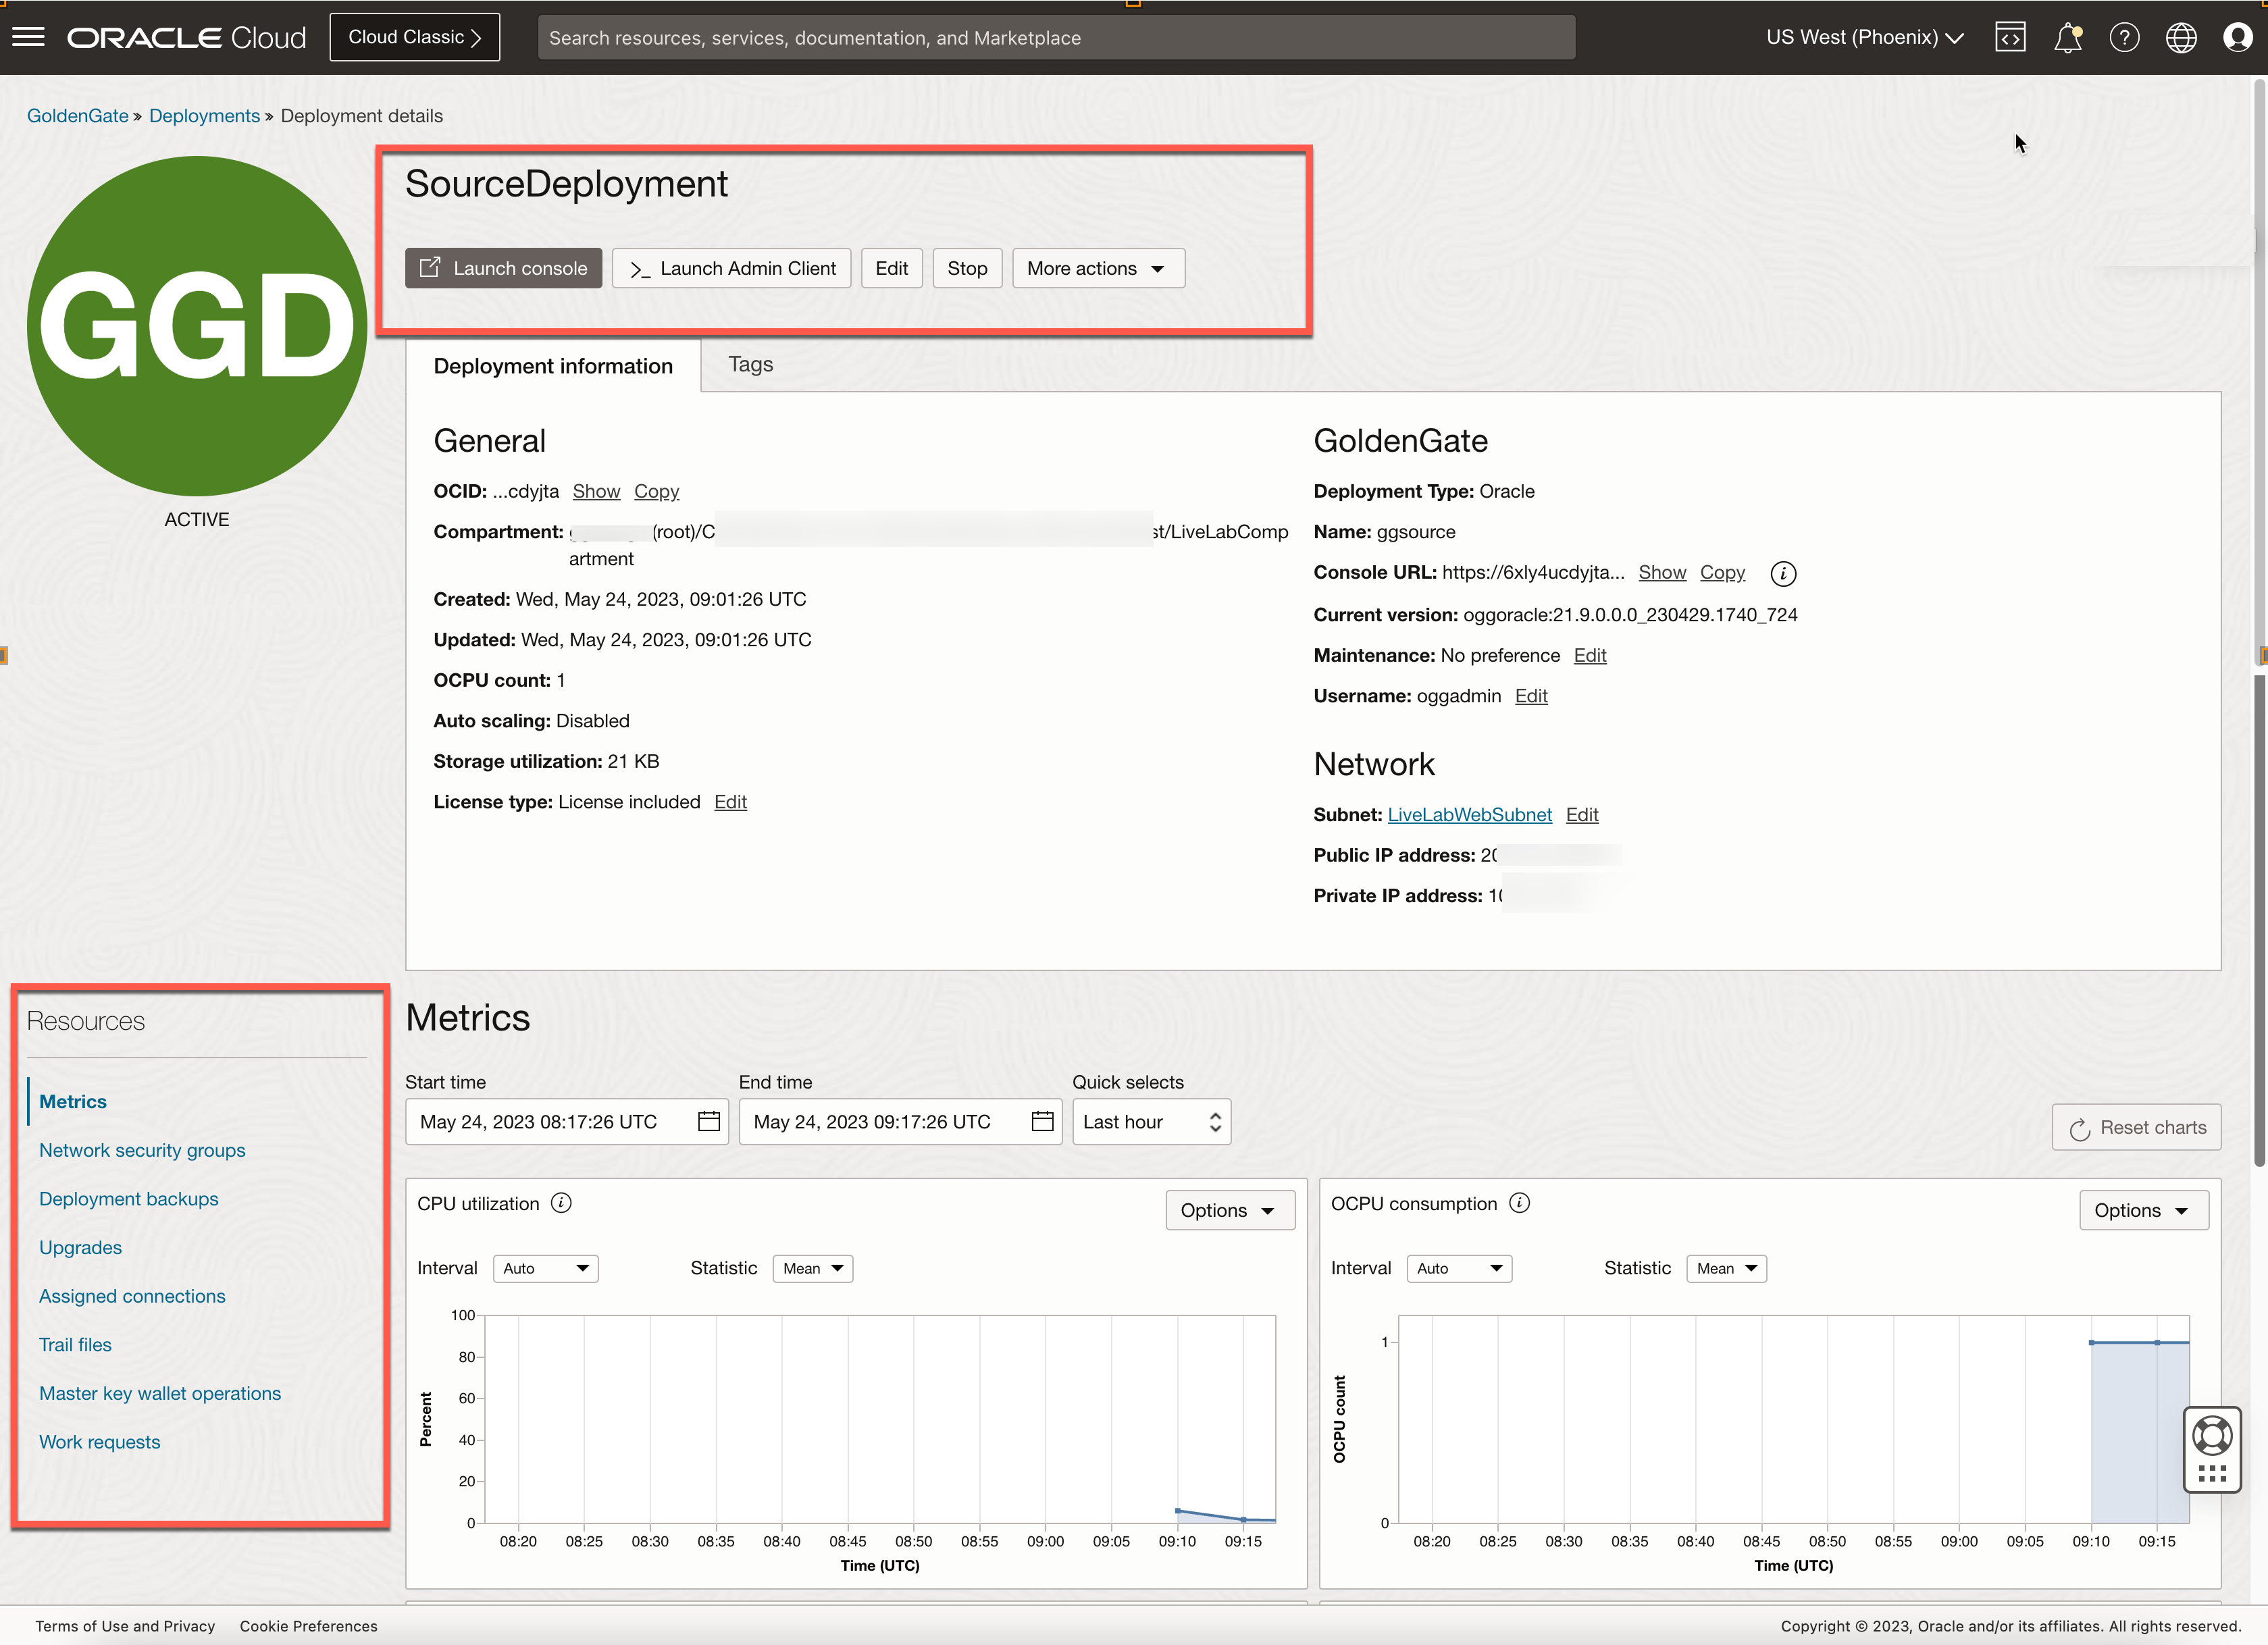 ORACLE Cloud
Cloud Classic
Search resources, services, documentation, and Marketplace
US West (Phoenix)
GoldenGate » Deployments » Deployment details
GGD
ACTIVE
SourceDeployment
Launch console
Launch Admin Client
Edit
Stop
More actions
Deployment information
Tags
General
OCID: ...cdyjta Show Copy
Compartment: (root)/C st/LiveLabComp
artment
Created: Wed, May 24, 2023, 09:01:26 UTC
Updated: Wed, May 24, 2023, 09:01:26 UTC
OCPU count: 1
Auto scaling: Disabled
Storage utilization: 21 KB
License type: License included Edit
GoldenGate
Deployment Type: Oracle
Name: ggsource
Console URL: https://6xly4ucdyjta... Show Copy
Current version: oggoracle:21.9.0.0.0_230429.1740_724
Maintenance: No preference Edit
Username: oggadmin Edit
Network
Subnet: LiveLabWebSubnet Edit
Public IP address: 20
Private IP address: 10
Resources
Metrics
Network security groups
Deployment backups
Upgrades
Assigned connections
Trail files
Master key wallet operations
Work requests
Metrics
Start time
May 24, 2023 08:17:26 UTC
End time
May 24, 2023 09:17:26 UTC
Quick selects
Last hour
Reset charts
CPU utilization
Options
Interval Auto Statistic Mean
Percent
100
80
60
40
20
0
08:20 08:25 08:30 08:35 08:40 08:45 08:50 08:55 09:00 09:05 09:10 09:15
Time (UTC)
OCPU consumption
Options
Interval Auto Statistic Mean
OCPU count
1
0
08:20 08:25 08:30 08:35 08:40 08:45 08:50 08:55 09:00 09:05 09:10 09:15
Time (UTC)
Terms of Use and Privacy Cookie Preferences
Copyright © 2023, Oracle and/or its affiliates. All rights reserved.